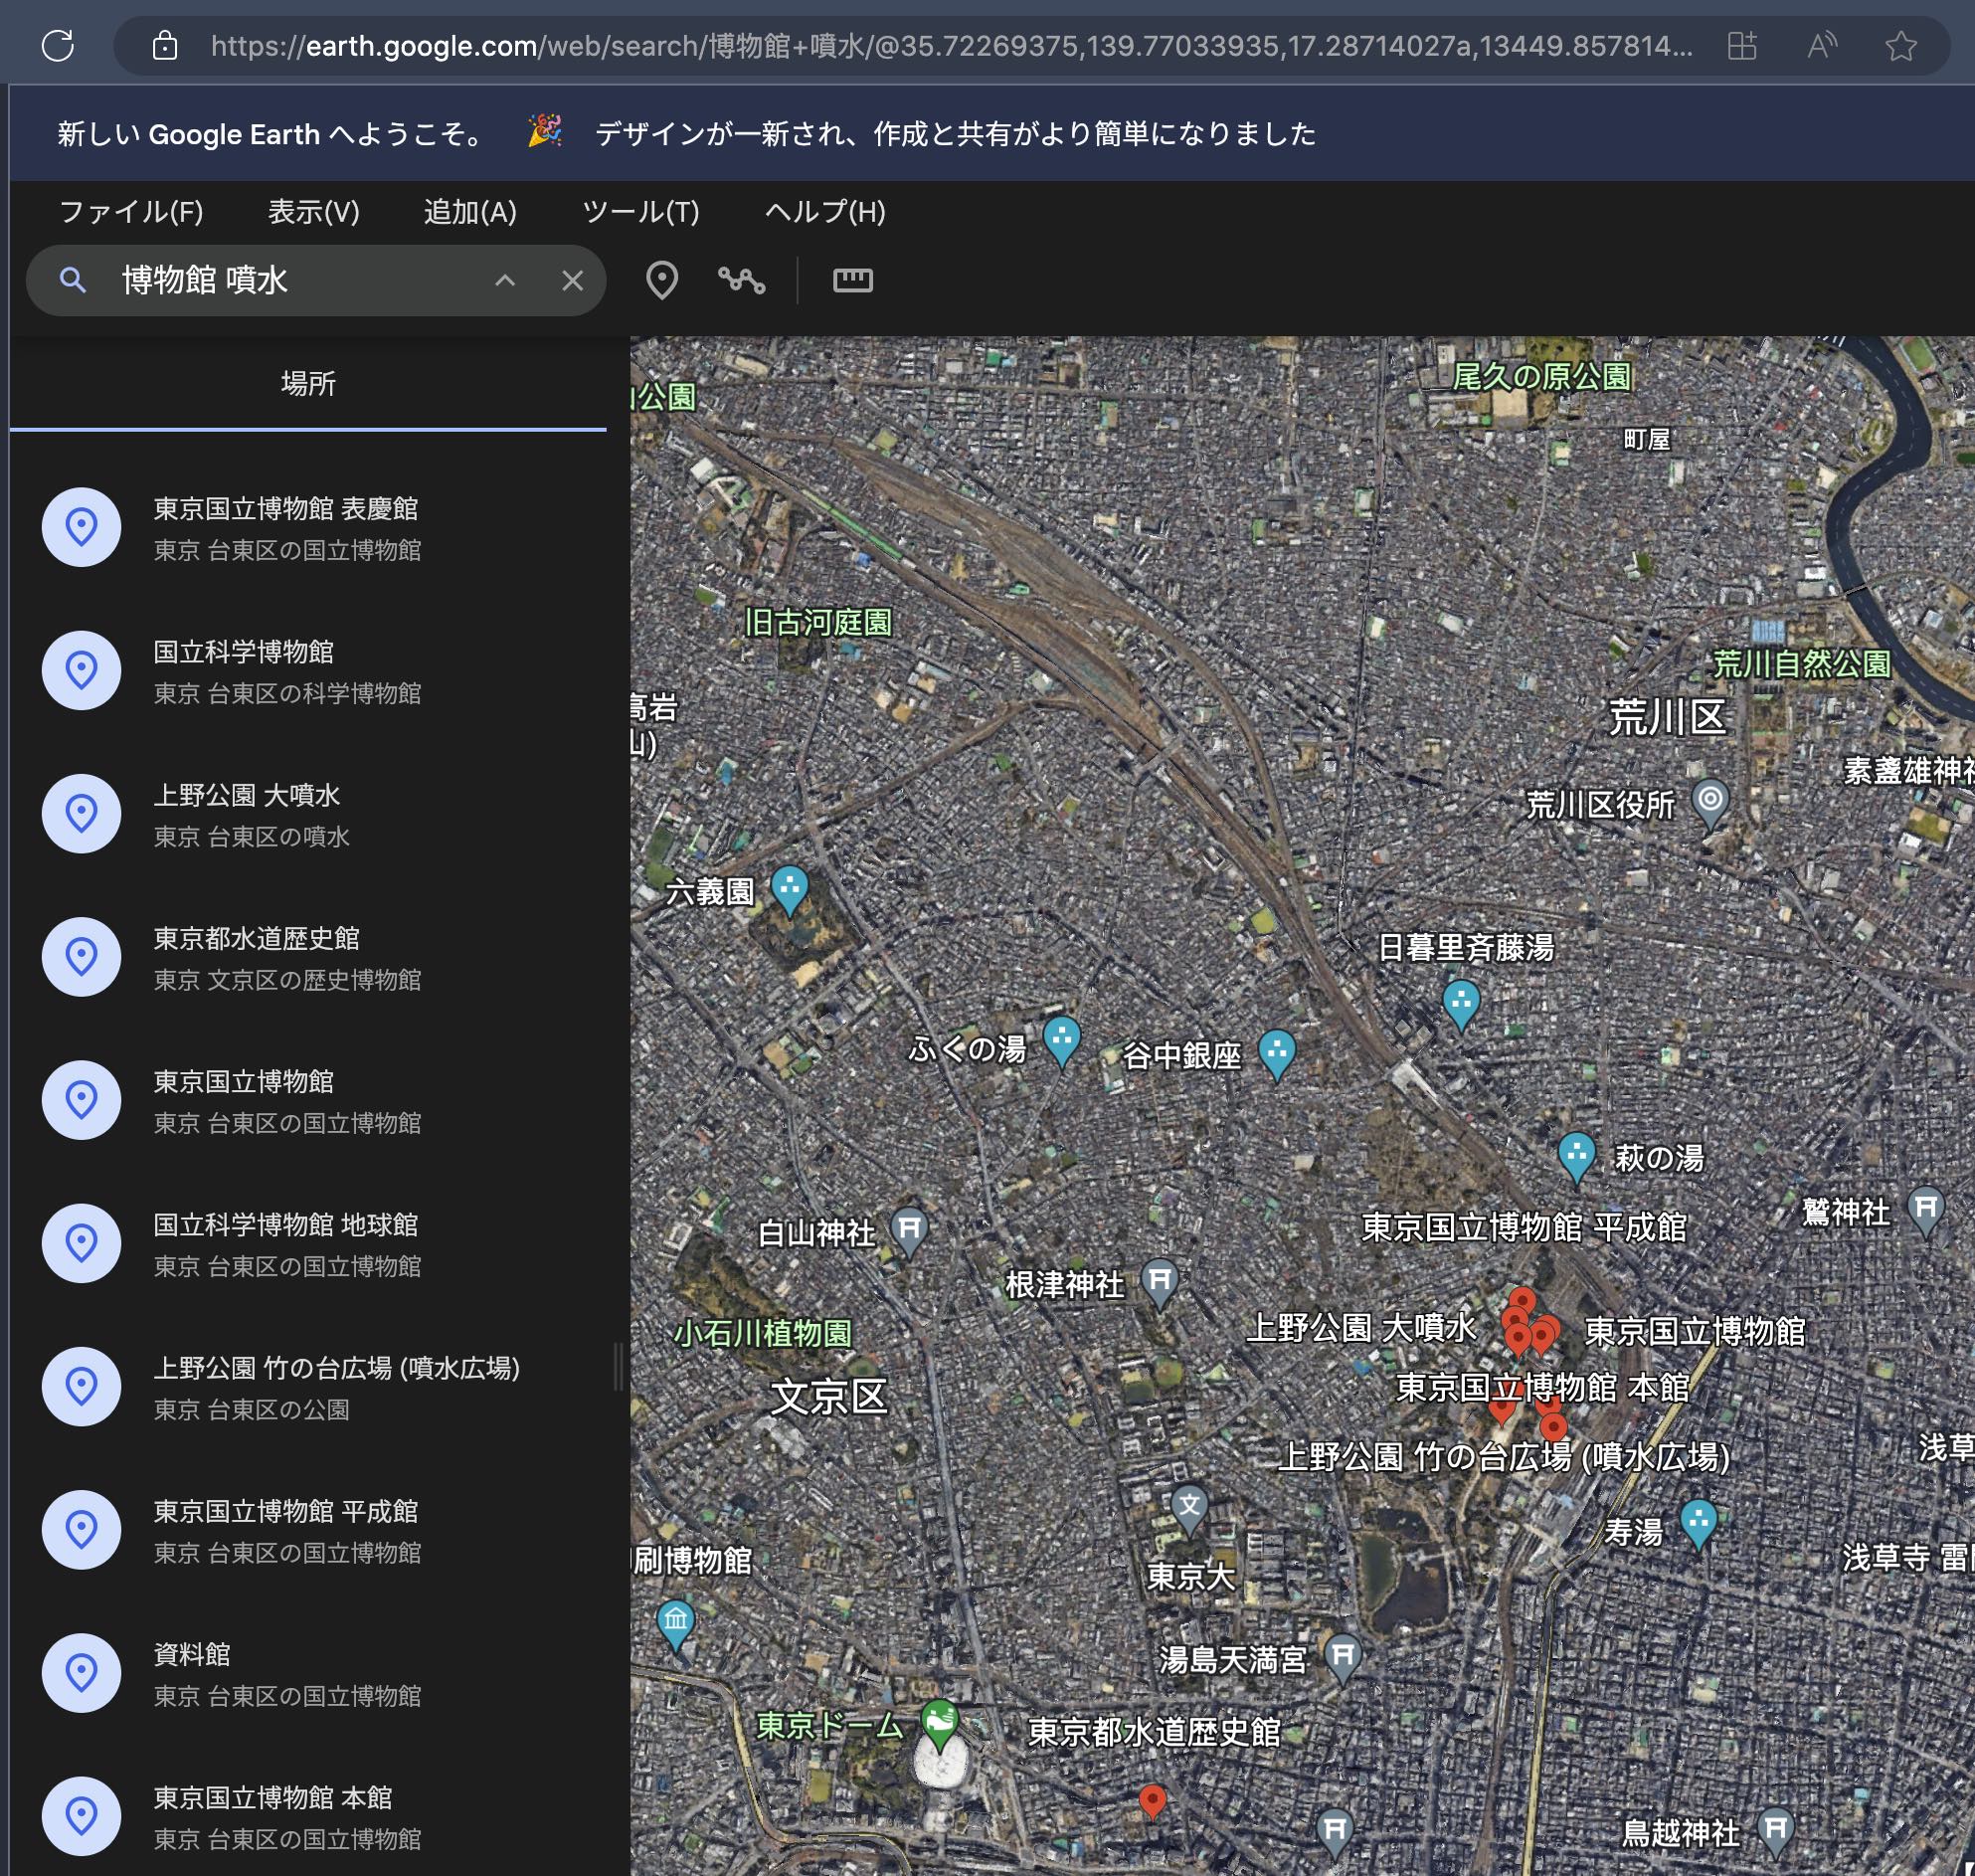 https://earth.google.com/web/search/博物館+噴水/@35.72269375,139.77033935,17.28714027a,13449.857814...
新しい Google Earth へようこそ。 🎉 デザインが一新され、作成と共有がより簡単になりました
ファイル(F) 表示(V) 追加(A) ツール(T) ヘルプ(H)
博物館 噴水
場所
東京国立博物館 表慶館
東京 台東区の国立博物館
国立科学博物館
東京 台東区の科学博物館
上野公園 大噴水
東京 台東区の噴水
東京都水道歴史館
東京 文京区の歴史博物館
東京国立博物館
東京 台東区の国立博物館
国立科学博物館 地球館
東京 台東区の国立博物館
上野公園 竹の台広場 (噴水広場)
東京 台東区の公園
東京国立博物館 平成館
東京 台東区の国立博物館
資料館
東京 台東区の国立博物館
東京国立博物館 本館
東京 台東区の国立博物館
公園
尾久の原公園
町屋
旧古河庭園
荒川自然公園
高岩
山)
荒川区
素盞雄神社
荒川区役所
六義園
日暮里斉藤湯
ふくの湯
谷中銀座
萩の湯
鷲神社
白山神社
東京国立博物館 平成館
根津神社
上野公園 大噴水
東京国立博物館
小石川植物園
文京区
東京国立博物館 本館
上野公園 竹の台広場 (噴水広場)
浅草
文
寿湯
浅草寺 雷
刷博物館
東京大
湯島天満宮
東京ドーム
東京都水道歴史館
鳥越神社